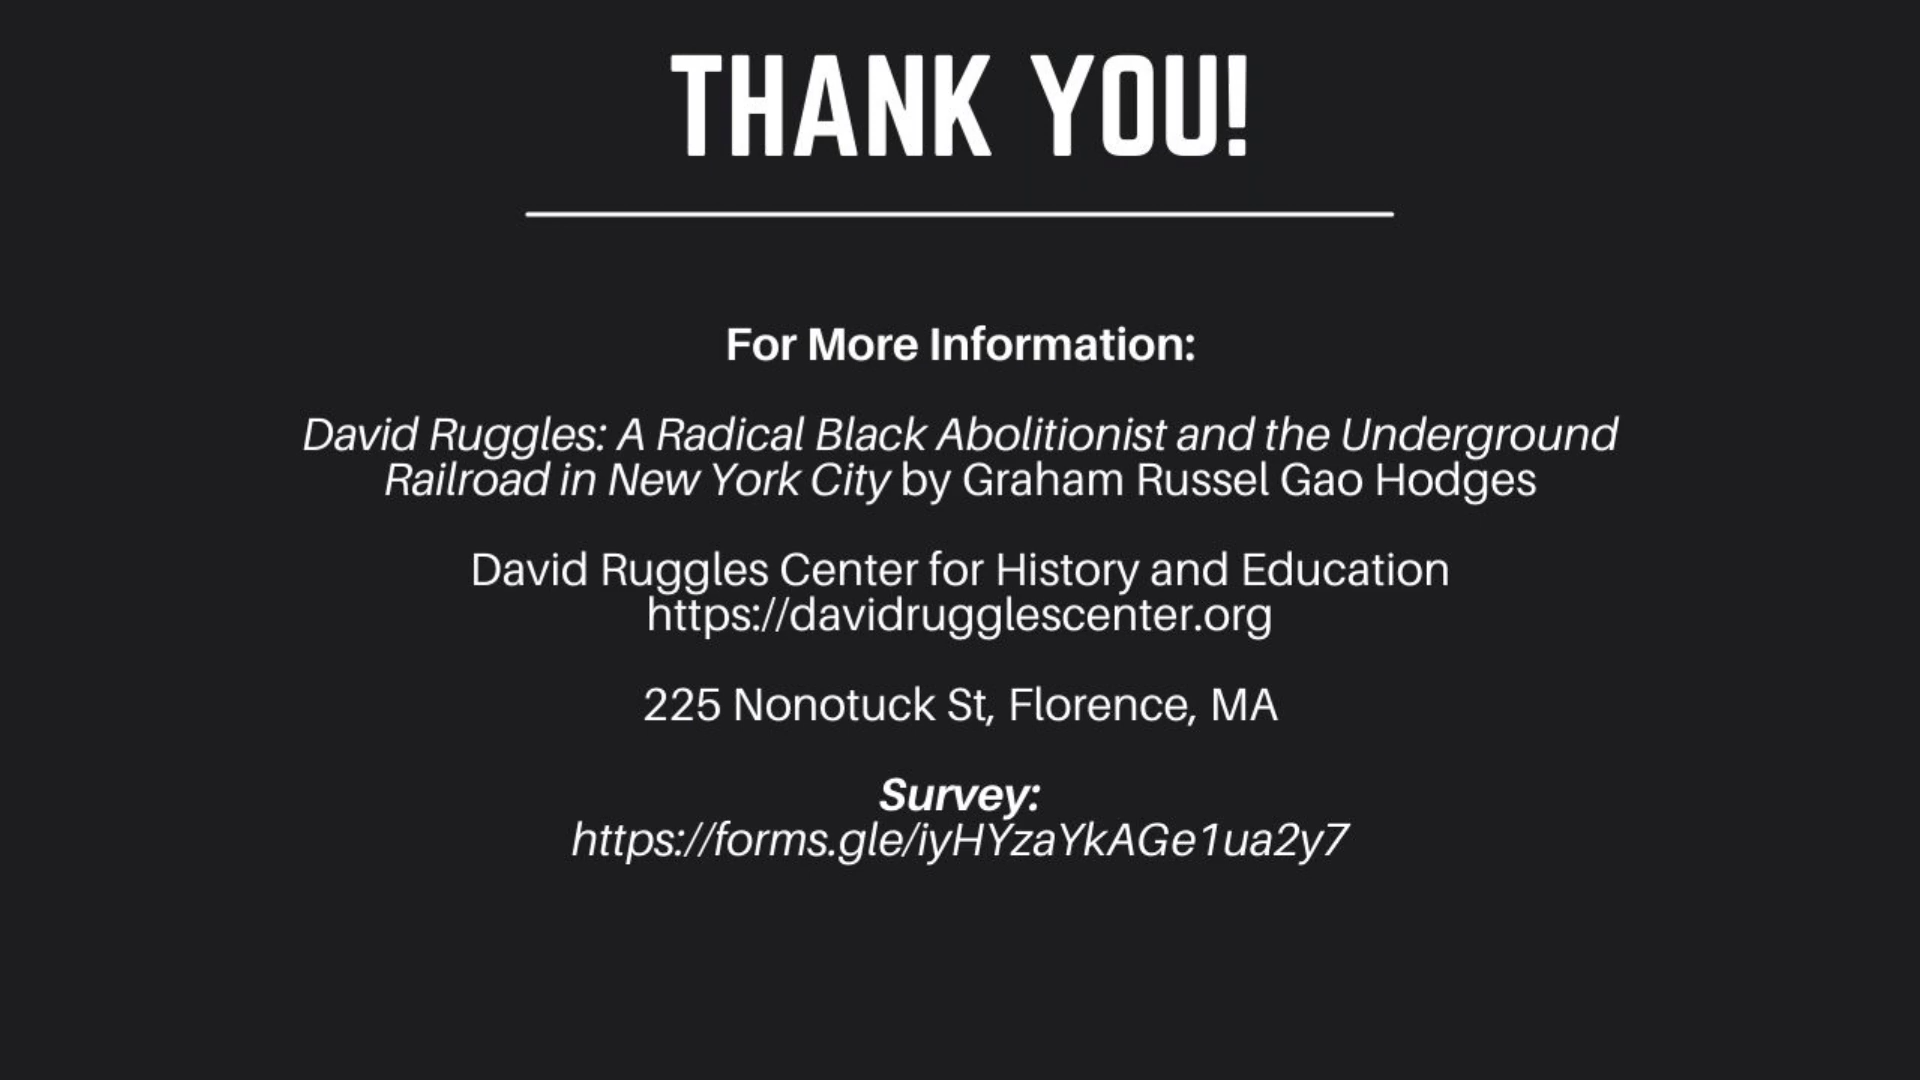 THANK YOU!
For More Information:
David Ruggles: A Radical Black Abolitionist and the Underground
Railroad in New York City by Graham Russel Gao Hodges
David Ruggles Center for History and Education
https://davidrugglescenter.org
225 Nonotuck St, Florence, MA
Survey:
https://forms.gle/iyHYzaYkAGe1ua2y7